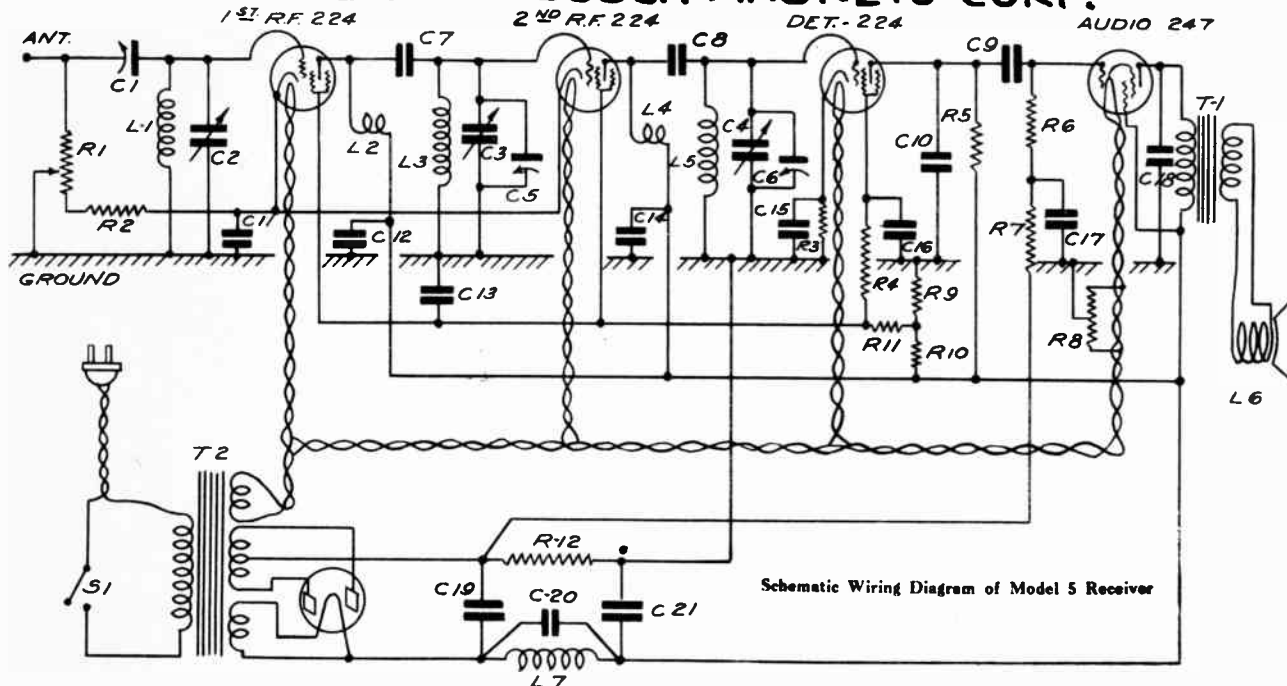 BOSCH MAGNETO CORP.
1ST. R.F. 224
2ND R.F. 224
DET.-224
AUDIO 247
ANT.
C1
C7
C8
C9
T-1
R1
L-1
C2
L2
L3
C3
C5
L4
L5
C4
C6
C10
R5
R6
C18
R2
C11
C12
C14
C15
R3
C16
R7
C17
GROUND
C13
R4
R9
R11
R10
R8
L6
T2
S1
R-12
C19
C-20
C21
L7
Schematic Wiring Diagram of Model 5 Receiver